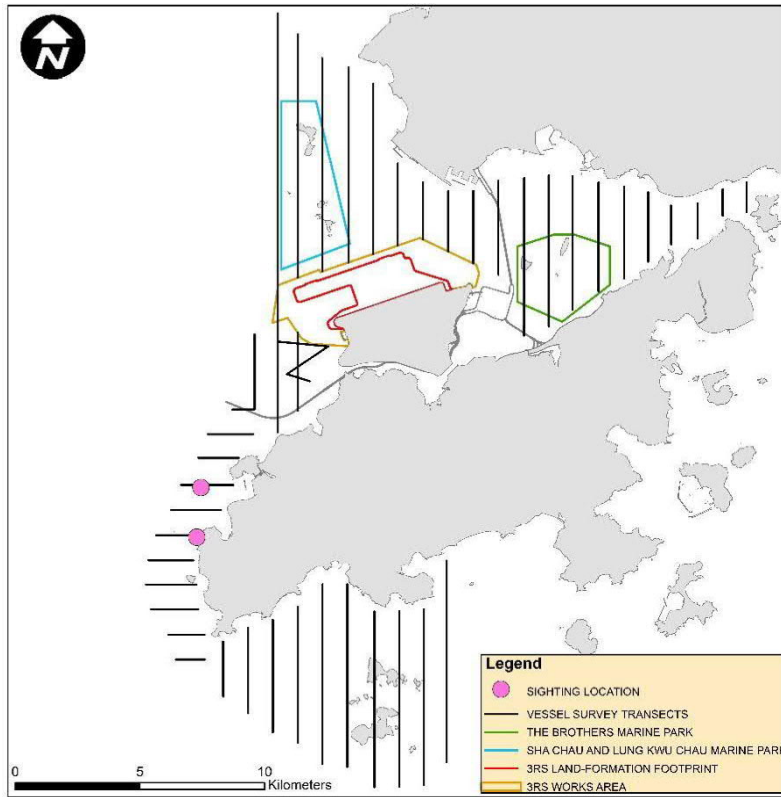 N
Legend
SIGHTING LOCATION
VESSEL SURVEY TRANSECTS
THE BROTHERS MARINE PARK
SHA CHAU AND LUNG KWU CHAU MARINE PARK
3RS LAND-FORMATION FOOTPRINT
3RS WORKS AREA
0 5 10
Kilometers